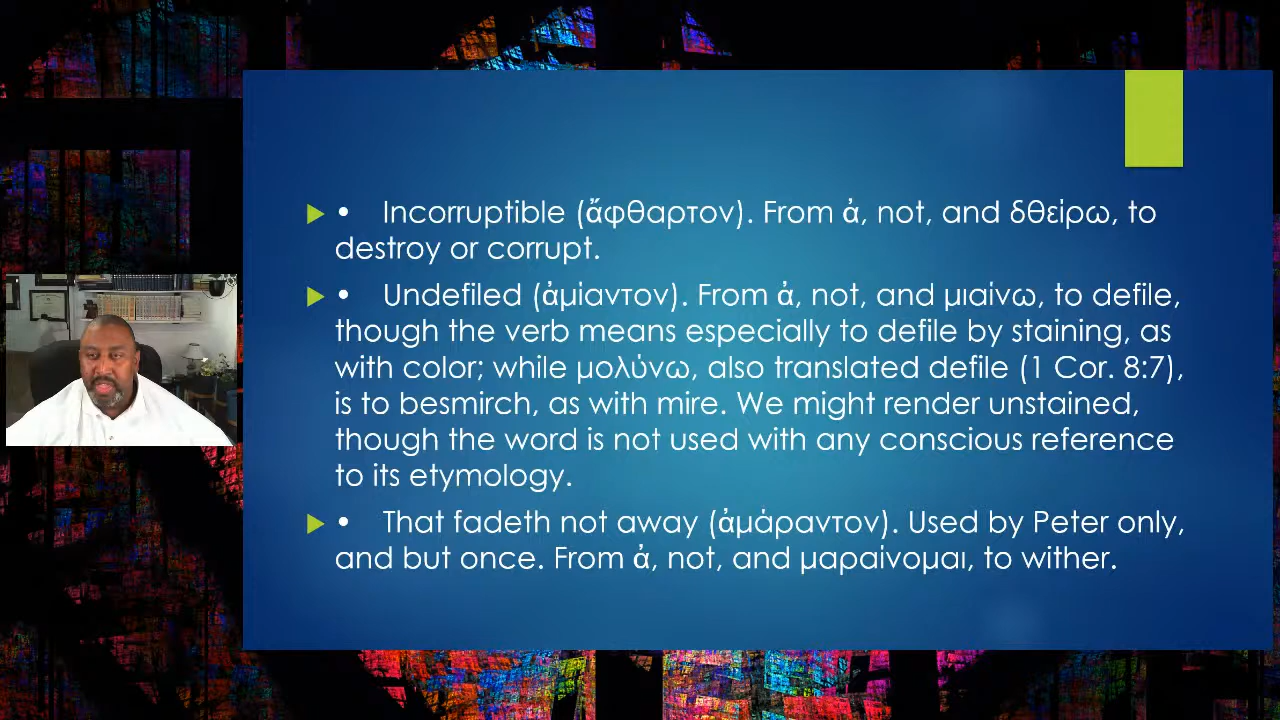 • Incorruptible (ἄφθαρτον). From ἀ, not, and δθείρω, to
destroy or corrupt.
• Undefiled (ἀμίαντον). From ἀ, not, and μιαίνω, to defile,
though the verb means especially to defile by staining, as
with color; while μολύνω, also translated defile (1 Cor. 8:7),
is to besmirch, as with mire. We might render unstained,
though the word is not used with any conscious reference
to its etymology.
• That fadeth not away (ἀμάραντον). Used by Peter only,
and but once. From ἀ, not, and μαραίνομαι, to wither.